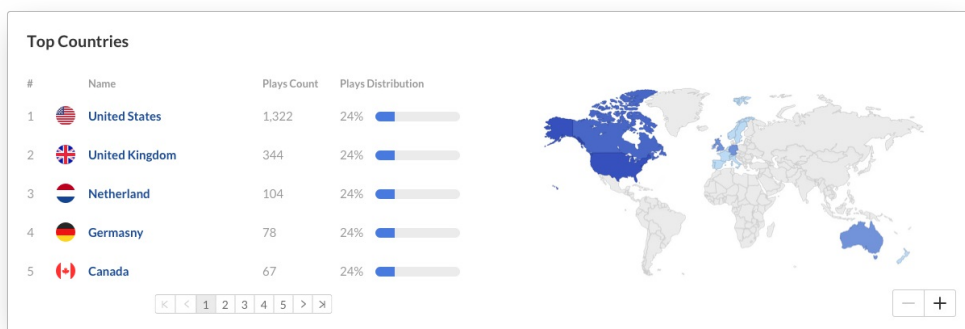 Top Countries
# Name Plays Count Plays Distribution
1 United States 1,322 24%
2 United Kingdom 344 24%
3 Netherland 104 24%
4 Germasny 78 24%
5 Canada 67 24%
1 2 3 4 5